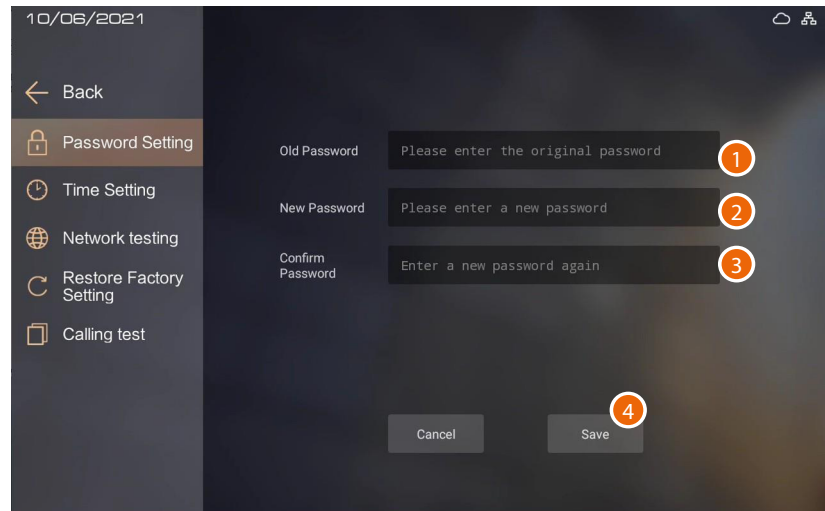 10/06/2021
Back
Password Setting
Time Setting
Network testing
Restore Factory
Setting
Calling test
Old Password
Please enter the original password
1
New Password
Please enter a new password
2
Confirm
Password
Enter a new password again
3
4
Cancel
Save